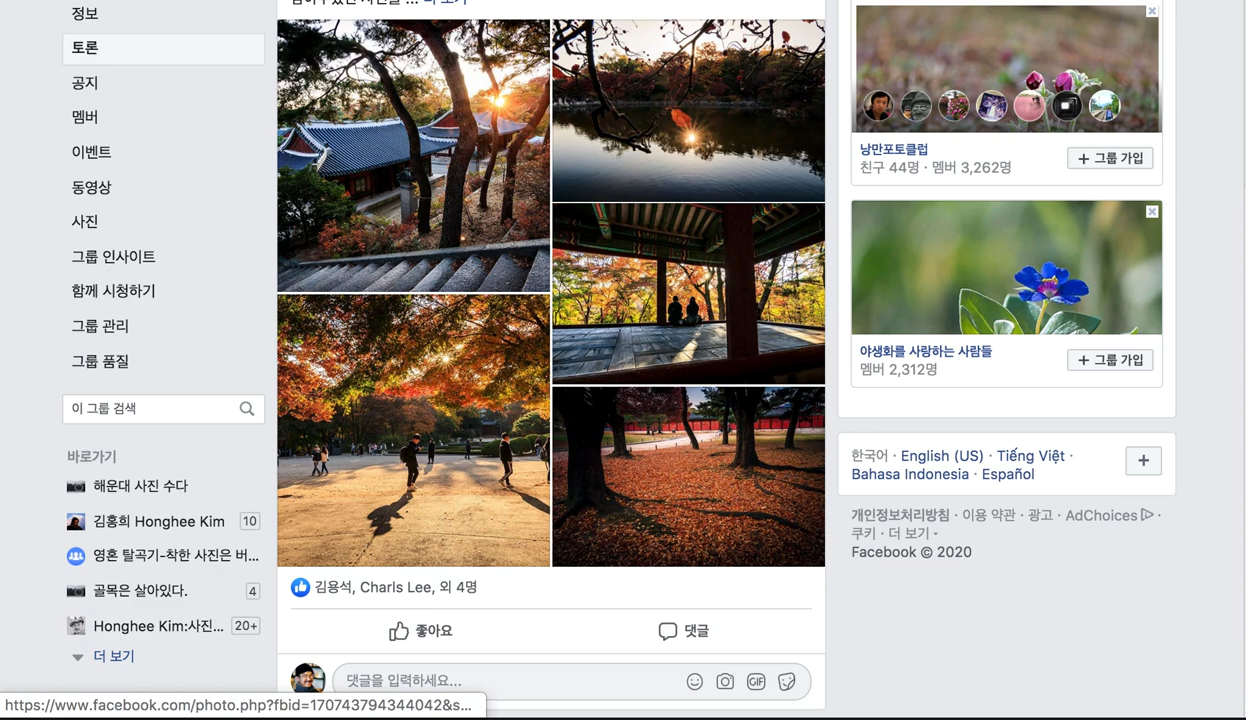 정보
토론
공지
멤버
이벤트
동영상
사진
그룹 인사이트
함께 시청하기
그룹 관리
그룹 품질
이 그룹 검색
바로가기
해운대 사진 수다
김홍희 Honghee Kim 10
영혼 탈곡기-착한 사진은 버...
골목은 살아있다. 4
Honghee Kim:사진... 20+
더 보기
더 보기
김용석, Charls Lee, 외 4명
좋아요
댓글
댓글을 입력하세요...
GIF
낭만포토클럽
친구 44명 · 멤버 3,262명
+ 그룹 가입
야생화를 사랑하는 사람들
멤버 2,312명
+ 그룹 가입
한국어 · English (US) · Tiếng Việt ·
Bahasa Indonesia · Español
+
개인정보처리방침 · 이용 약관 · 광고 · AdChoices ·
쿠키 · 더 보기
Facebook © 2020
https://www.facebook.com/photo.php?fbid=170743794344042&s...